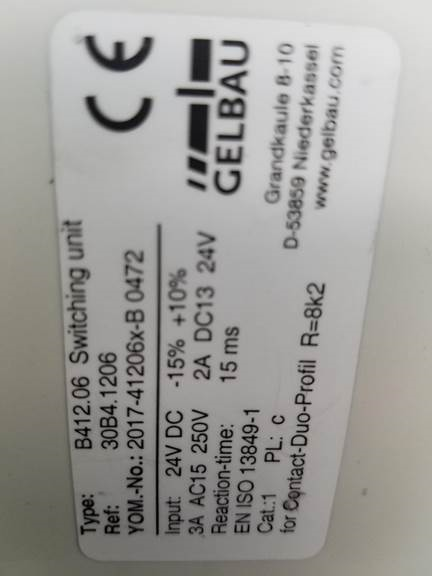 Type: B412.06 Switching unit
Ref: 30B4.1206
YOM.-No.: 2017-41206x-B 0472
Input: 24V DC -15% +10%
3A AC15 250V 2A DC13 24V
Reaction-time: 15 ms
EN ISO 13849-1
Cat.:1 PL: c
for Contact-Duo-Profil R=8k2
CE
GELBAU
Grandkaule 8-10
D-53859 Niederkassel
www.gelbau.com